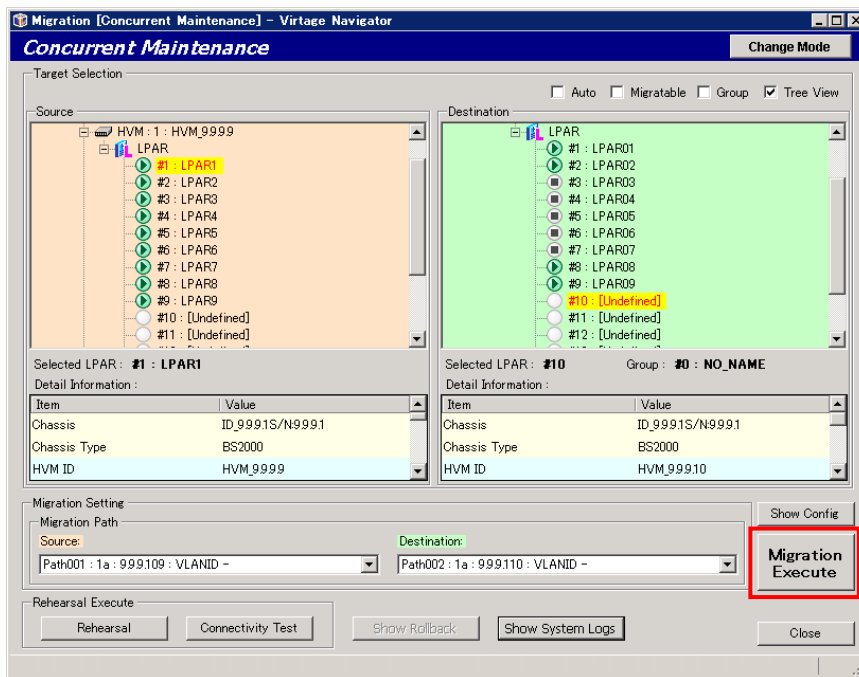 Migration [Concurrent Maintenance] - Virtage Navigator
Concurrent Maintenance
Change Mode
Target Selection
Auto Migratable Group Tree View
Source
HVM : 1 : HVM_9.9.9.9
LPAR
#1 : LPAR1
#2 : LPAR2
#3 : LPAR3
#4 : LPAR4
#5 : LPAR5
#6 : LPAR6
#7 : LPAR7
#8 : LPAR8
#9 : LPAR9
#10 : [Undefined]
#11 : [Undefined]
Selected LPAR : #1 : LPAR1
Detail Information :
Item Value
Chassis ID_9.9.9.1S/N:9.9.9.1
Chassis Type BS2000
HVM ID HVM_9.9.9.9
Destination
LPAR
#1 : LPAR01
#2 : LPAR02
#3 : LPAR03
#4 : LPAR04
#5 : LPAR05
#6 : LPAR06
#7 : LPAR07
#8 : LPAR08
#9 : LPAR09
#10 : [Undefined]
#11 : [Undefined]
#12 : [Undefined]
Selected LPAR : #10 Group : #0 : NO_NAME
Detail Information :
Item Value
Chassis ID_9.9.9.1S/N:9.9.9.1
Chassis Type BS2000
HVM ID HVM_9.9.9.10
Migration Setting
Migration Path
Source:
Path001 : 1a : 9.9.9.109 : VLANID -
Destination:
Path002 : 1a : 9.9.9.110 : VLANID -
Show Config
Migration
Execute
Rehearsal Execute
Rehearsal Connectivity Test Show Rollback Show System Logs Close